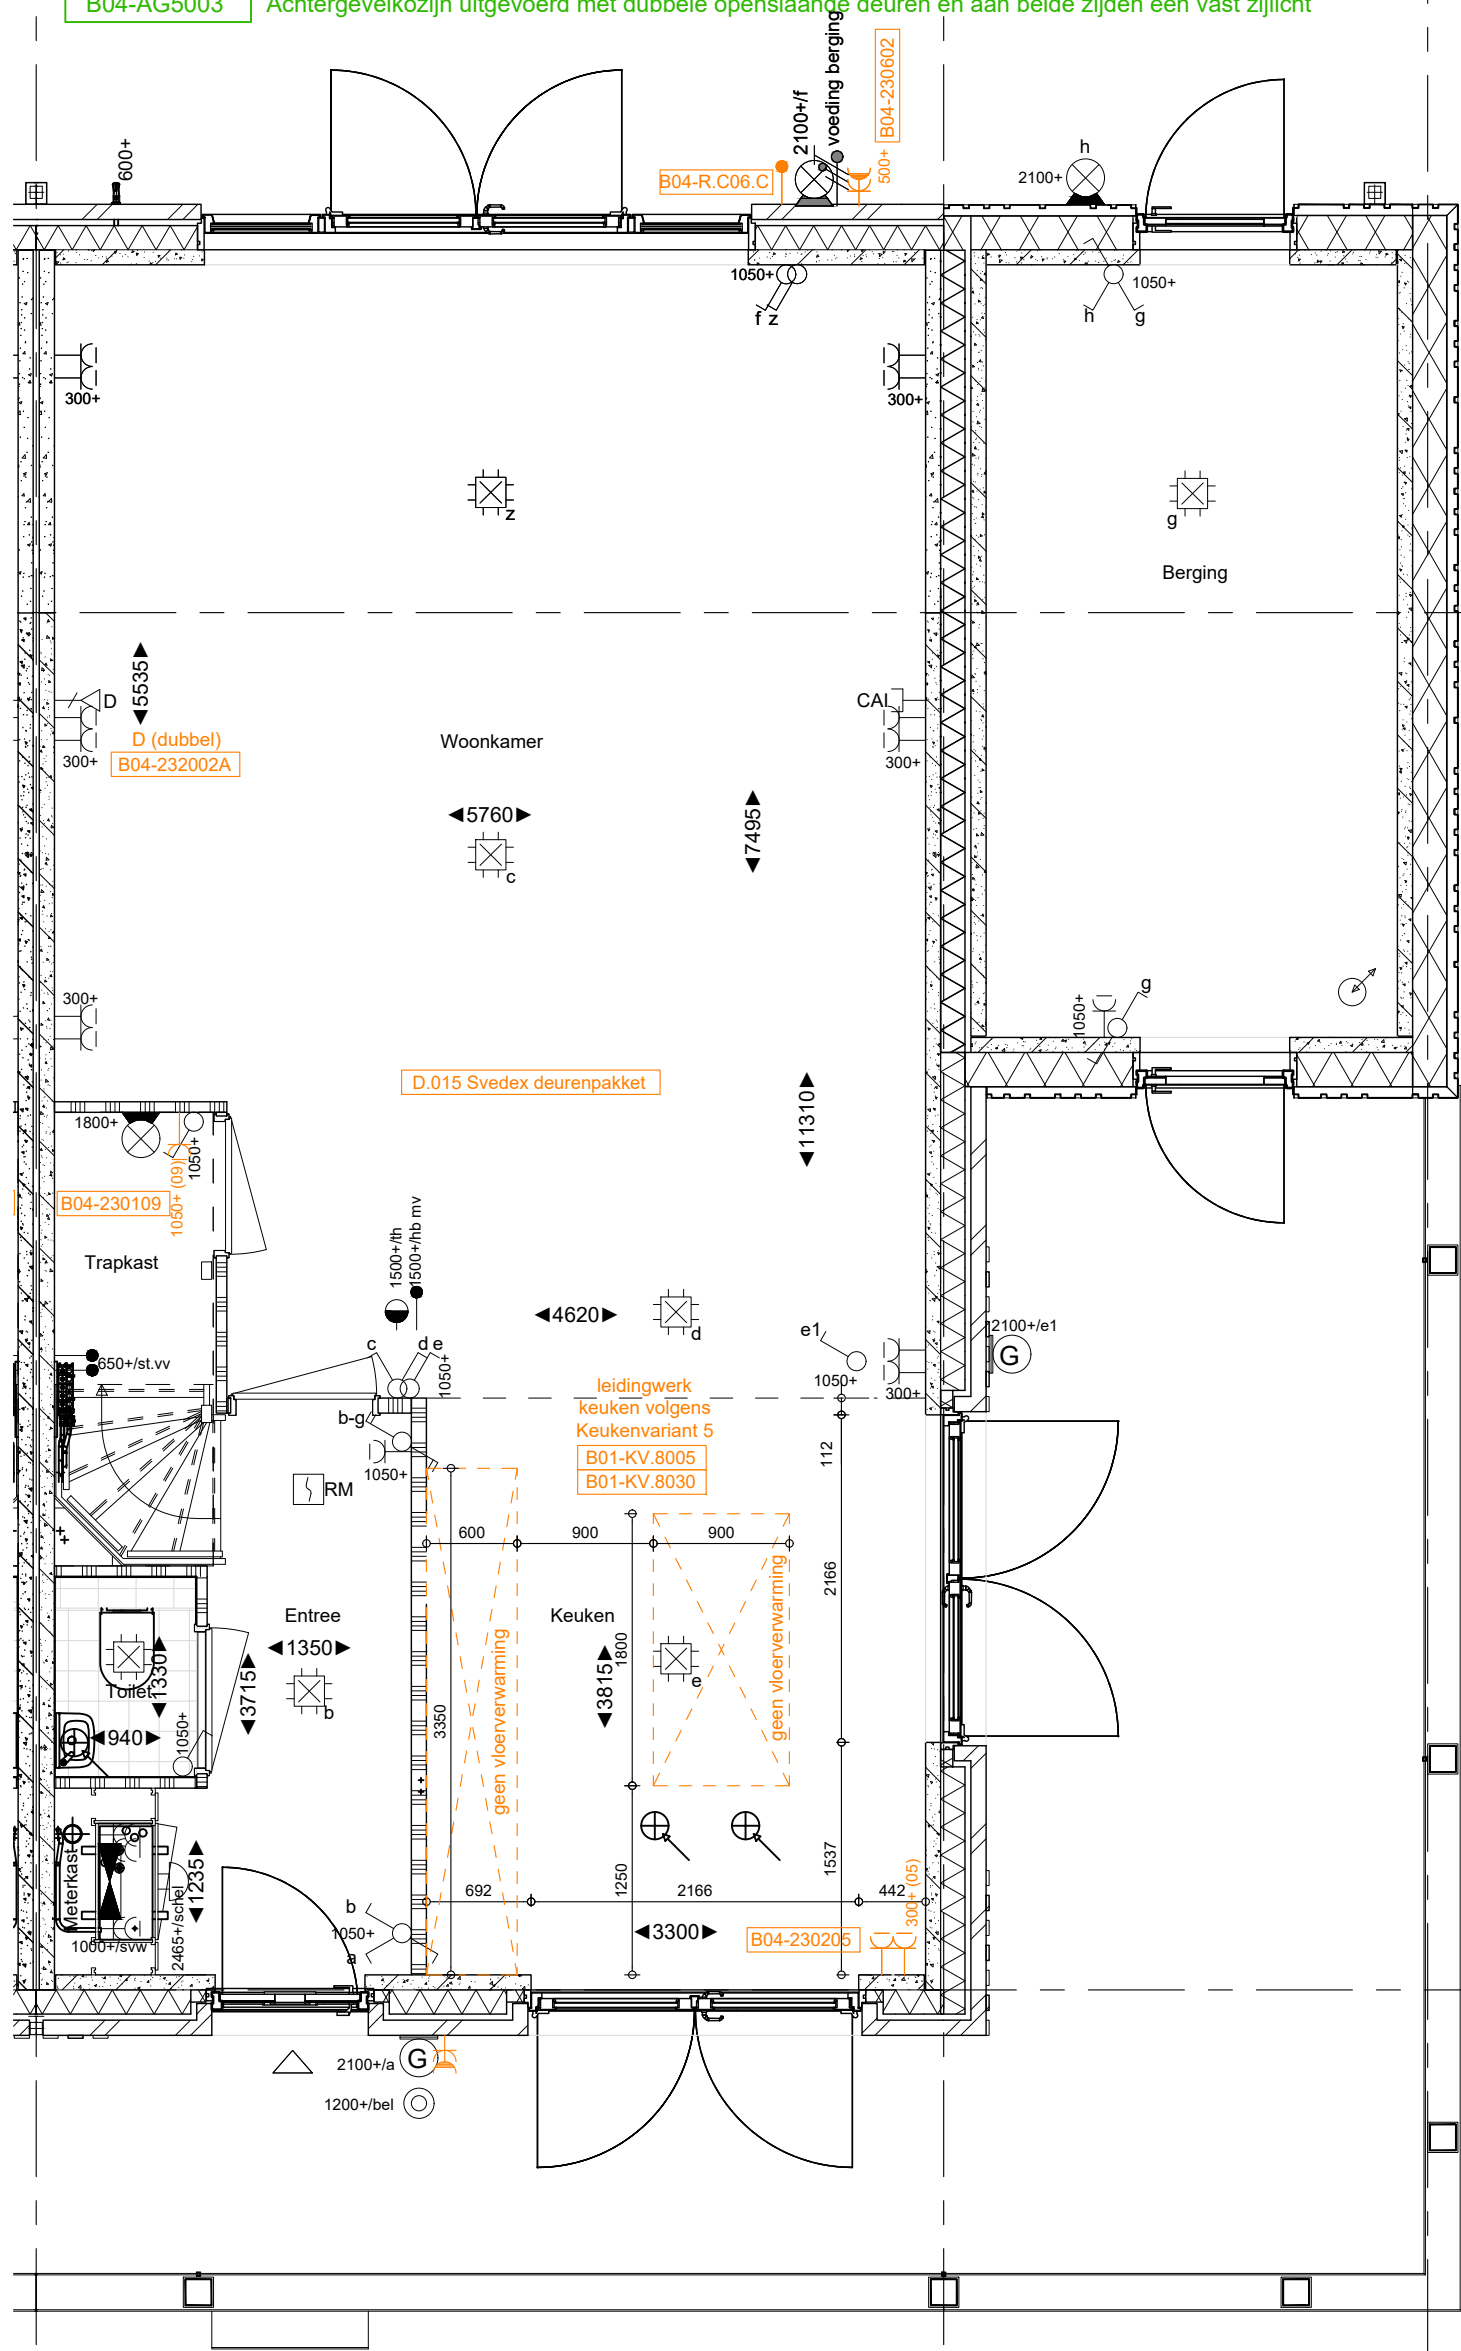 B04-AG5003 Achtergevelkozijn uitgevoerd met dubbele openslaande deuren en aan beide zijden een vast zijlicht
600+
B04-R.C06.C
2100+/f
voeding berging
500+
B04-230602
h
2100+
1050+
f z
1050+
h
g
300+
300+
z
g
Berging
5535
D
D (dubbel)
B04-232002A
300+
Woonkamer
CAI
300+
5760
c
7495
300+
g
1050+
D.015 Svedex deurenpakket
11310
1800+
1050+
1050+ (09)
B04-230109
Trapkast
1500+/th
1500+/hb mv
4620
d
e1
2100+/e1
G
650+/st.vv
c
d e
1050+
1050+
300+
leidingwerk
keuken volgens
Keukenvariant 5
B01-KV.8005
B01-KV.8030
b-g
1050+
112
RM
600
900
900
2166
Entree
1350
b
Keuken
1800
3815
e
geen vloerverwarming
geen vloerverwarming
3350
Toilet
1330
3715
940
1050+
Meterkast
1235
2465+/schel
1000+/svw
b
1050+
a
692
1250
2166
1537
442
3300
B04-230205
300+ (05)
2100+/a
G
1200+/bel